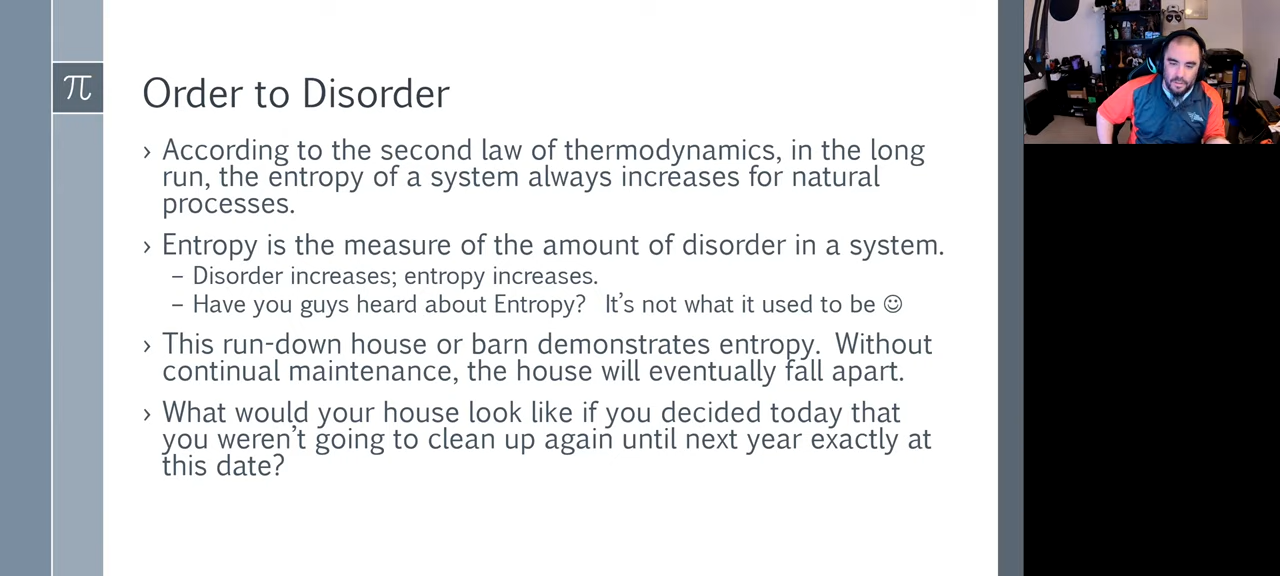 π
Order to Disorder
› According to the second law of thermodynamics, in the long
run, the entropy of a system always increases for natural
processes.
› Entropy is the measure of the amount of disorder in a system.
– Disorder increases; entropy increases.
– Have you guys heard about Entropy? It's not what it used to be ☺
› This run-down house or barn demonstrates entropy. Without
continual maintenance, the house will eventually fall apart.
› What would your house look like if you decided today that
you weren't going to clean up again until next year exactly at
this date?